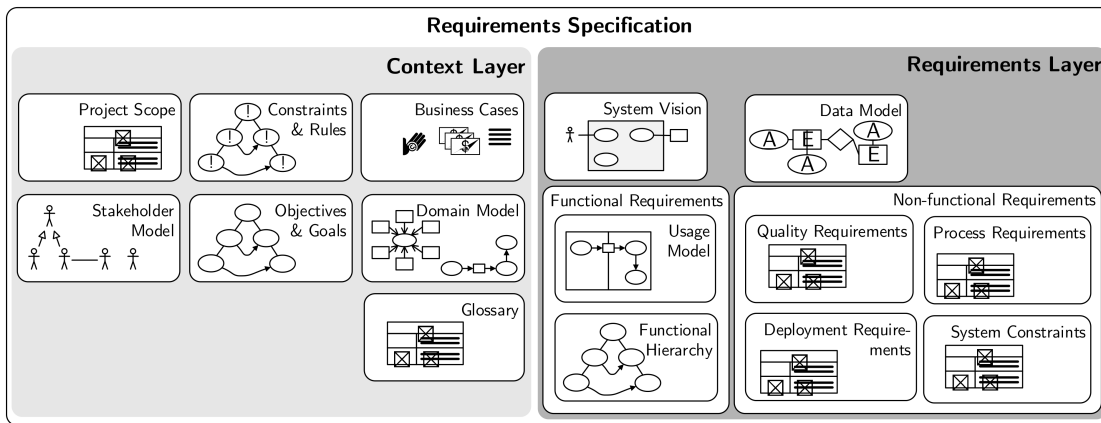 Requirements Specification
Context Layer
Project Scope
Constraints
& Rules
!
!
!
!
!
Business Cases
Stakeholder
Model
Objectives
& Goals
Domain Model
Glossary
Requirements Layer
System Vision
Data Model
A
E
A
A
E
Functional Requirements
Usage
Model
Functional
Hierarchy
Non-functional Requirements
Quality Requirements
Process Requirements
Deployment Require-
ments
System Constraints